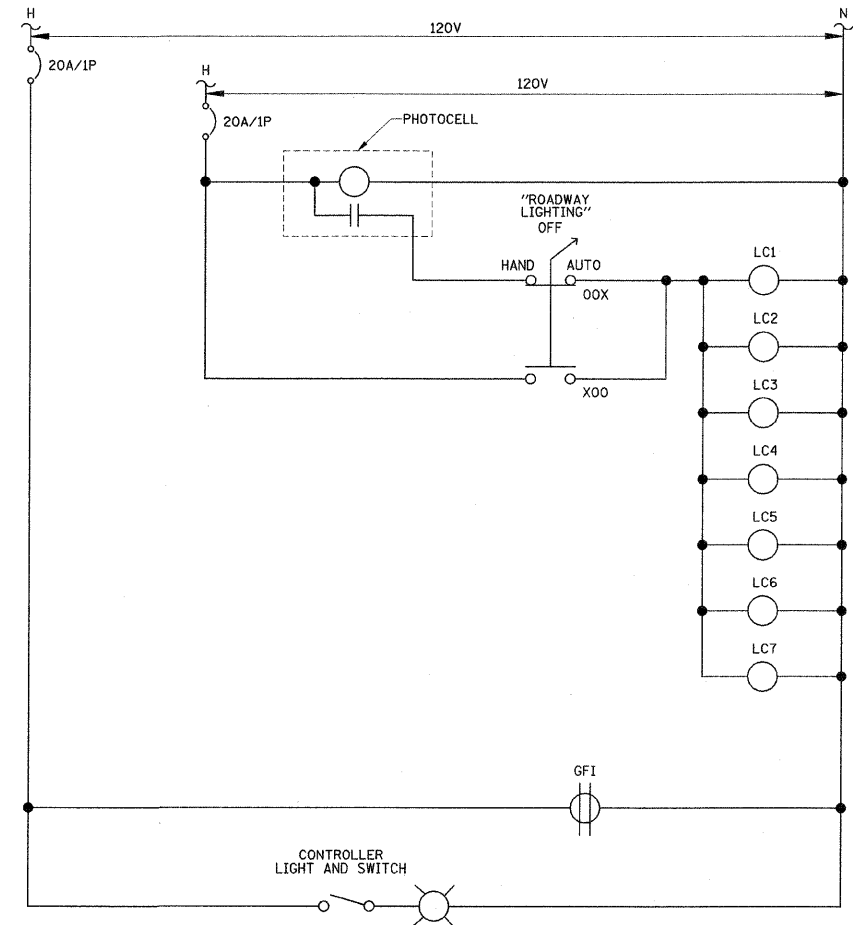 H
N
120V
20A/1P
H
120V
20A/1P
PHOTOCELL
"ROADWAY
LIGHTING"
OFF
HAND
AUTO
OOX
LC1
LC2
LC3
XOO
LC4
LC5
LC6
LC7
GFI
CONTROLLER
LIGHT AND SWITCH